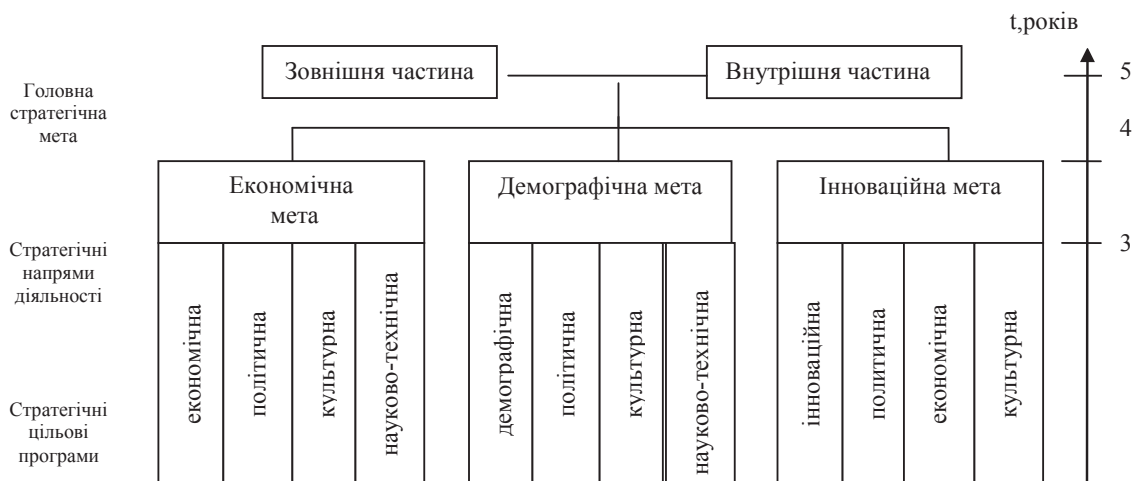 t,років
Зовнішня частина
Внутрішня частина
5
Головна
стратегічна
мета
4
Економічна
мета
Демографічна мета
Інноваційна мета
Стратегічні
напрями
діяльності
3
економічна
політична
культурна
науково-технічна
демографічна
політична
культурна
науково-технічна
інноваційна
политична
економічна
культурна
Стратегічні
цільові
програми